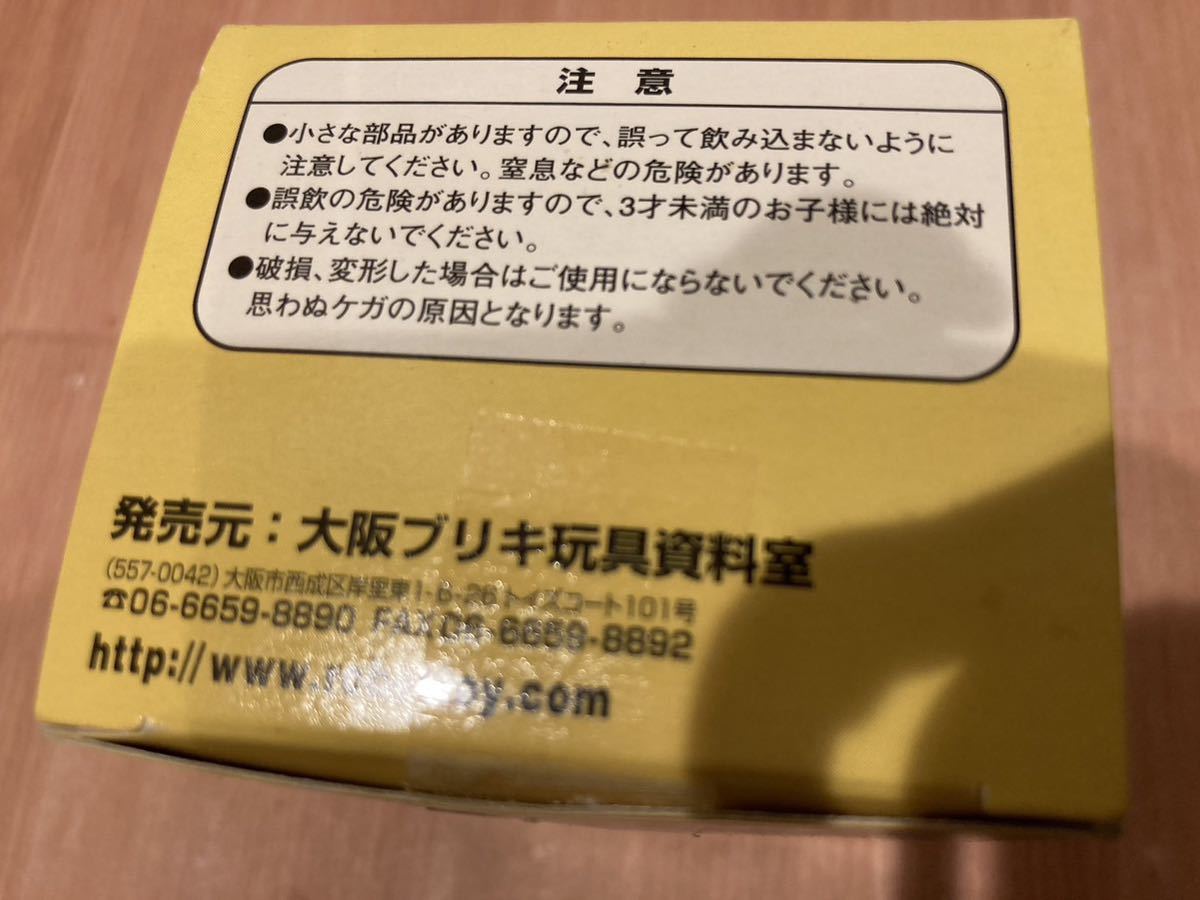 注意
●小さな部品がありますので、誤って飲み込まないように
注意してください。窒息などの危険があります。
●誤飲の危険がありますので、3才未満のお子様には絶対
に与えないでください。
●破損、変形した場合はご使用にならないでください。
思わぬケガの原因となります。
発売元:大阪ブリキ玩具資料室
(557-0042)大阪市西成区岸里東1-6-26 トイズコート101号
☎06-6659-8890 FAX06-6659-8892